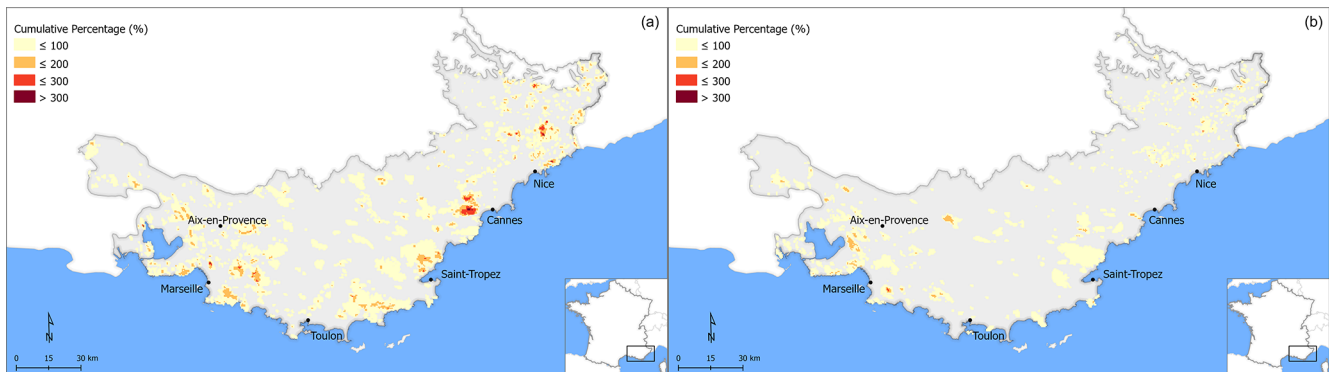 (a)
Cumulative Percentage (%)
≤ 100
≤ 200
≤ 300
> 300
Nice
Cannes
Aix-en-Provence
Saint-Tropez
Marseille
Toulon
N
0 15 30 km
(b)
Cumulative Percentage (%)
≤ 100
≤ 200
≤ 300
> 300
Nice
Cannes
Aix-en-Provence
Saint-Tropez
Marseille
Toulon
N
0 15 30 km